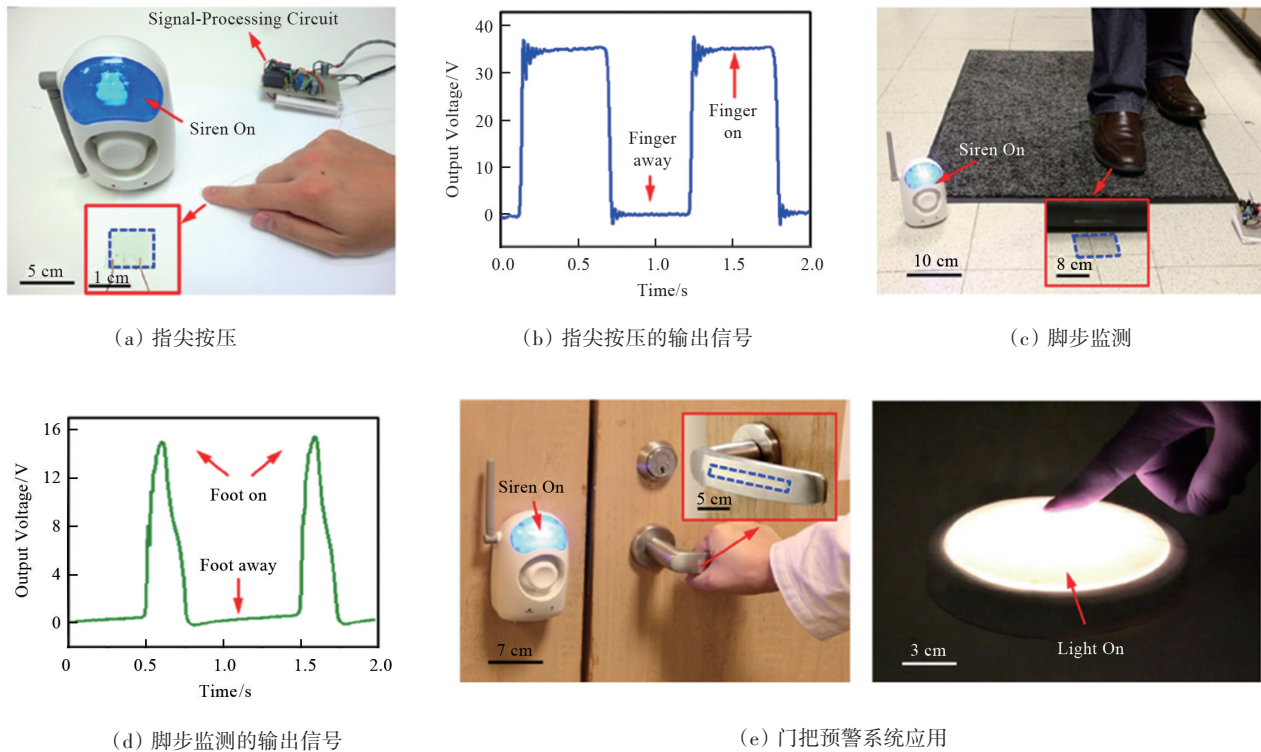 Signal-Processing Circuit
Siren On
5 cm
1 cm
(a) 指尖按压
Output Voltage/V
40
30
20
10
0
Finger
away
Finger
on
0.0 0.5 1.0 1.5 2.0
Time/s
(b) 指尖按压的输出信号
Siren On
10 cm
8 cm
(c) 脚步监测
Output Voltage/V
16
12
8
4
0
Foot on
Foot away
0 0.5 1.0 1.5 2.0
Time/s
(d) 脚步监测的输出信号
Siren On
5 cm
7 cm
Light On
3 cm
(e) 门把预警系统应用